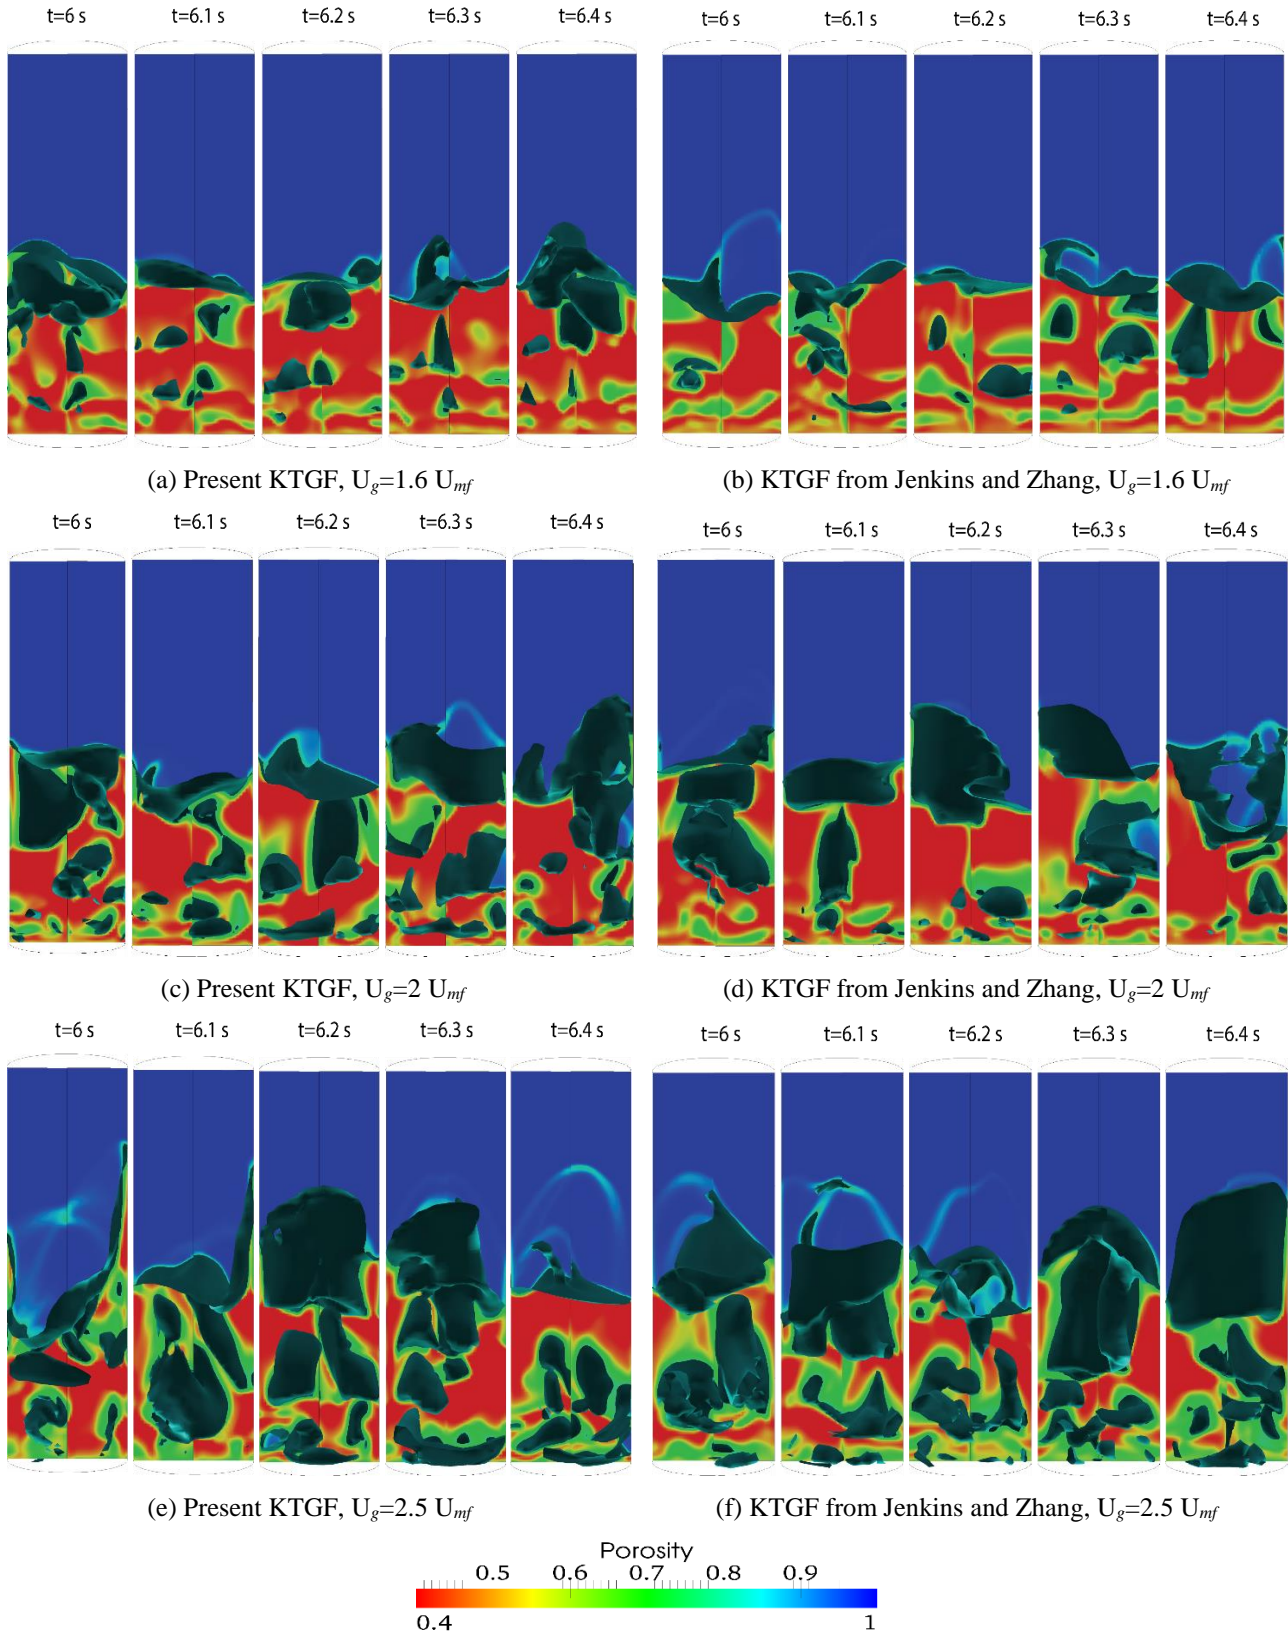 t=6 s t=6.1 s t=6.2 s t=6.3 s t=6.4 s t=6 s t=6.1 s t=6.2 s t=6.3 s t=6.4 s
(a) Present KTGF, Ug=1.6 Umf (b) KTGF from Jenkins and Zhang, Ug=1.6 Umf
t=6 s t=6.1 s t=6.2 s t=6.3 s t=6.4 s t=6 s t=6.1 s t=6.2 s t=6.3 s t=6.4 s
(c) Present KTGF, Ug=2 Umf (d) KTGF from Jenkins and Zhang, Ug=2 Umf
t=6 s t=6.1 s t=6.2 s t=6.3 s t=6.4 s t=6 s t=6.1 s t=6.2 s t=6.3 s t=6.4 s
(e) Present KTGF, Ug=2.5 Umf (f) KTGF from Jenkins and Zhang, Ug=2.5 Umf
Porosity
0.5 0.6 0.7 0.8 0.9
0.4 1